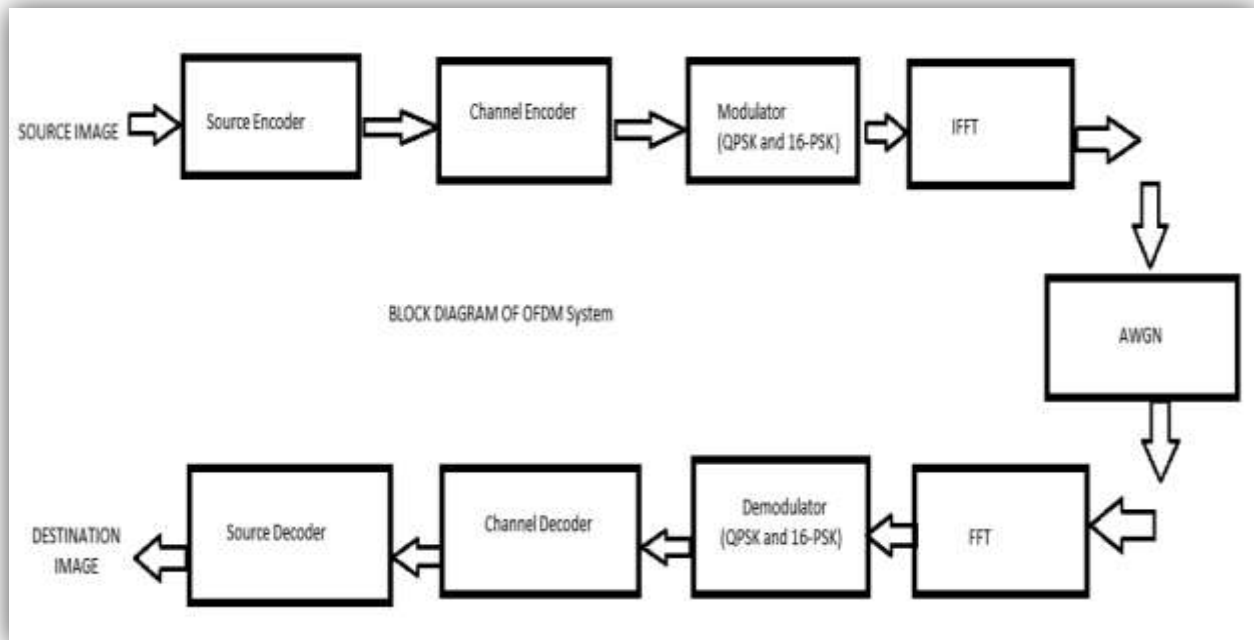 SOURCE IMAGE
Source Encoder
Channel Encoder
Modulator
(QPSK and 16-PSK)
IFFT
BLOCK DIAGRAM OF OFDM System
AWGN
DESTINATION
IMAGE
Source Decoder
Channel Decoder
Demodulator
(QPSK and 16-PSK)
FFT